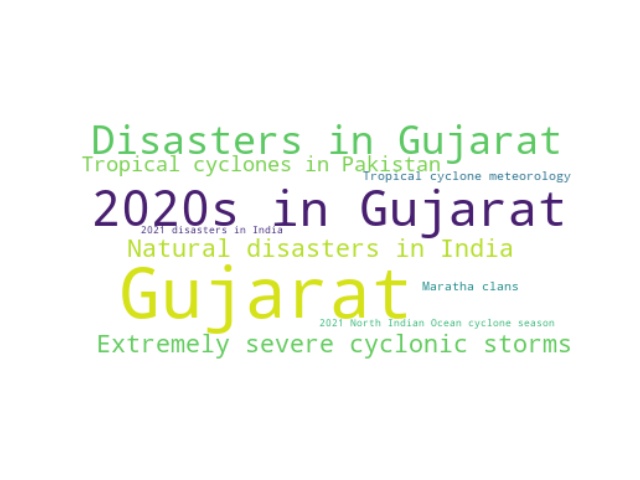 Disasters in Gujarat
Tropical cyclones in Pakistan
Tropical cyclone meteorology
2020s in Gujarat
2021 disasters in India
Natural disasters in India
Gujarat
Maratha clans
2021 North Indian Ocean cyclone season
Extremely severe cyclonic storms